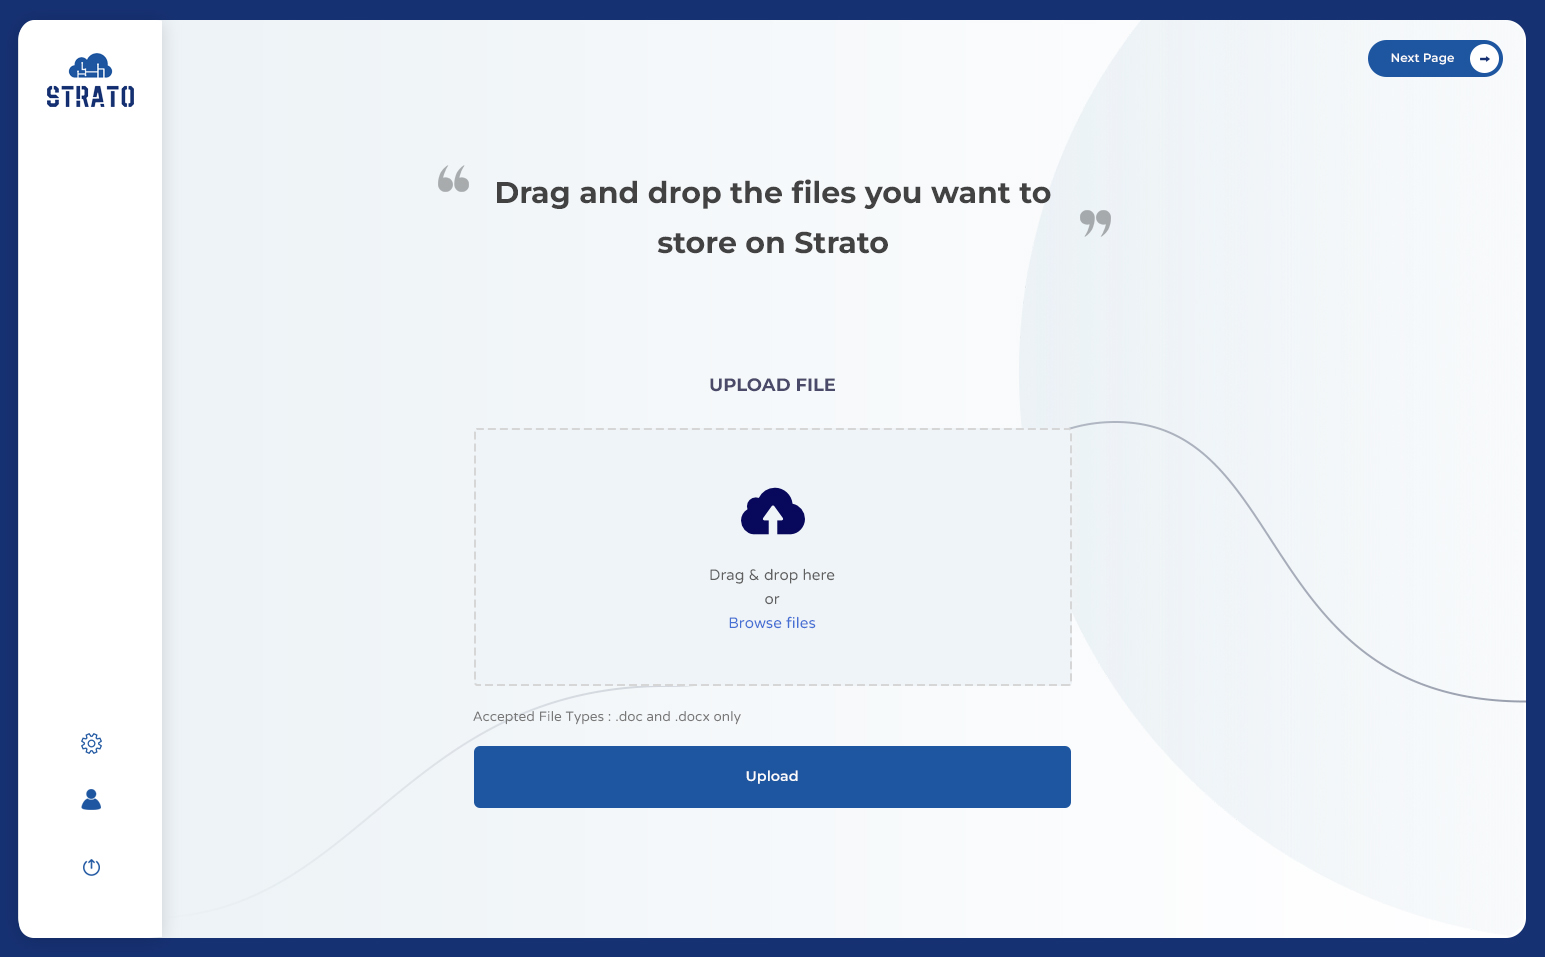 STRATO
Next Page
“ Drag and drop the files you want to
store on Strato ”
UPLOAD FILE
Drag & drop here
or
Browse files
Accepted File Types : .doc and .docx only
Upload